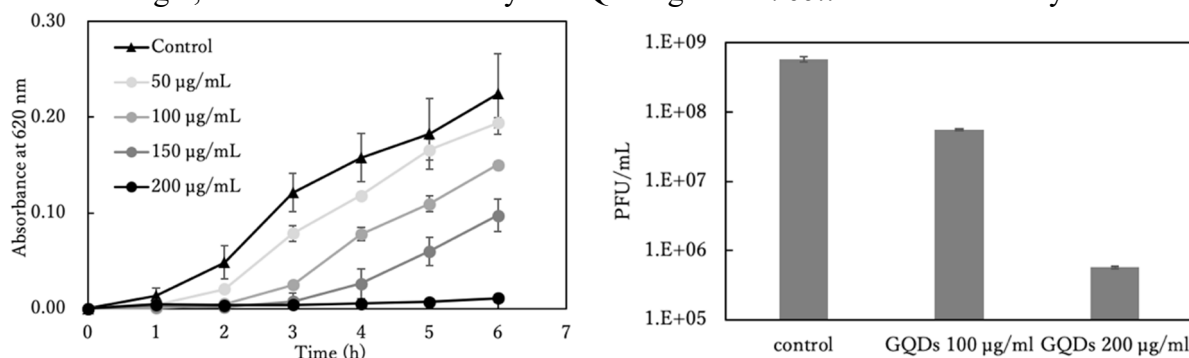 0.30
0.20
0.10
0.00
Absorbance at 620 nm
Control
50 μg/mL
100 μg/mL
150 μg/mL
200 μg/mL
0 1 2 3 4 5 6 7
Time (h)
1.E+09
1.E+08
1.E+07
1.E+06
1.E+05
PFU/mL
control GQDs 100 μg/ml GQDs 200 μg/ml